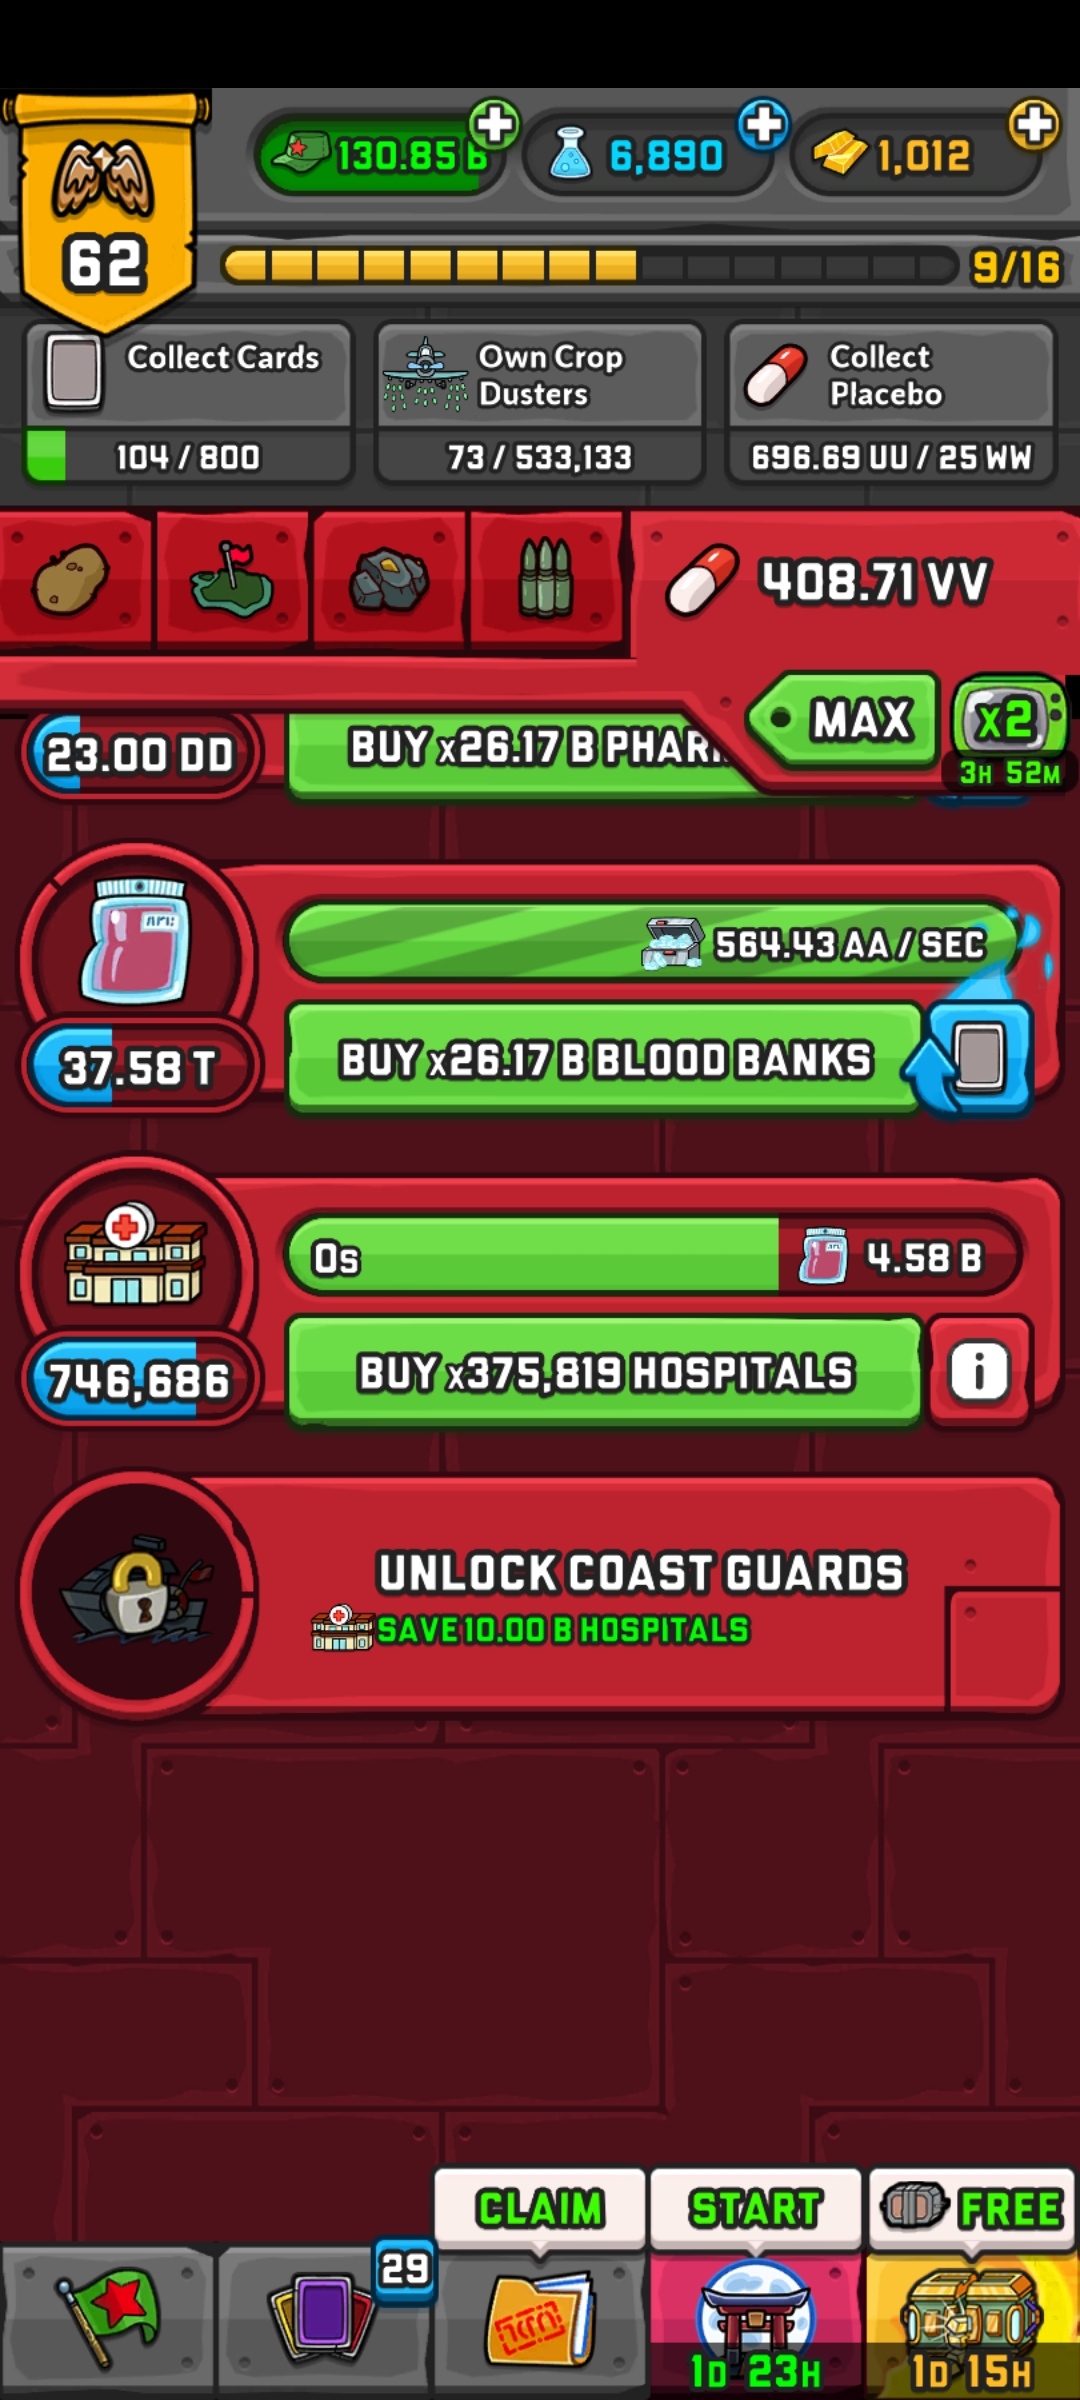 130.85 B
6,890
1,012
62
9/16
Collect Cards
104 / 800
Own Crop
Dusters
73 / 533,133
Collect
Placebo
696.69 UU / 25 WW
408.71 VV
MAX
x2
3H 52M
23.00 DD
BUY x26.17 B
564.43 AA / SEC
37.58 T
BUY x26.17 B BLOOD BANKS
0s
4.58 B
746,686
BUY x375,819 HOSPITALS
i
UNLOCK COAST GUARDS
SAVE 10.00 B HOSPITALS
CLAIM
START
FREE
29
1D 23H
1D 15H